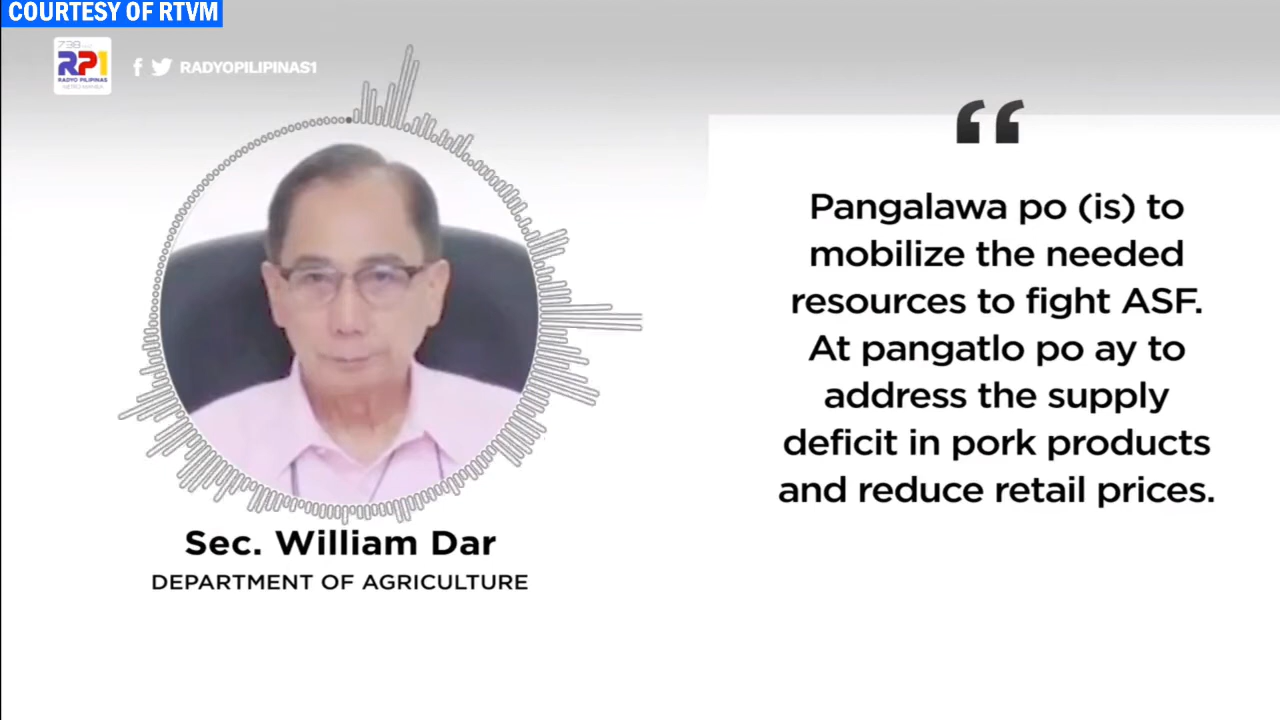 COURTESY OF RTVM
738
RP1
RADYO PILIPINAS
RADYOPILIPINAS1
“
Pangalawa po (is) to
mobilize the needed
resources to fight ASF.
At pangatlo po ay to
address the supply
deficit in pork products
and reduce retail prices.
Sec. William Dar
DEPARTMENT OF AGRICULTURE